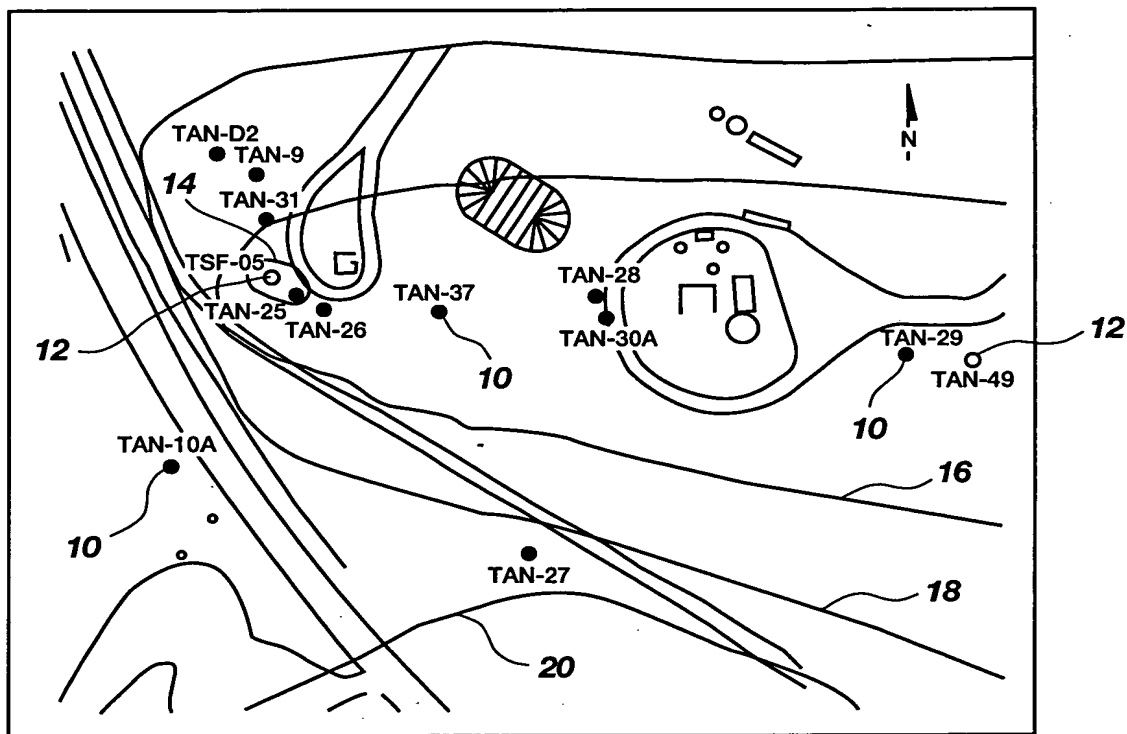 N
TAN-D2
TAN-9
14
TAN-31
TSF-05
TAN-28
TAN-25
TAN-37
TAN-26
TAN-30A
TAN-29
12
12
10
TAN-49
10
TAN-10A
16
10
TAN-27
18
20